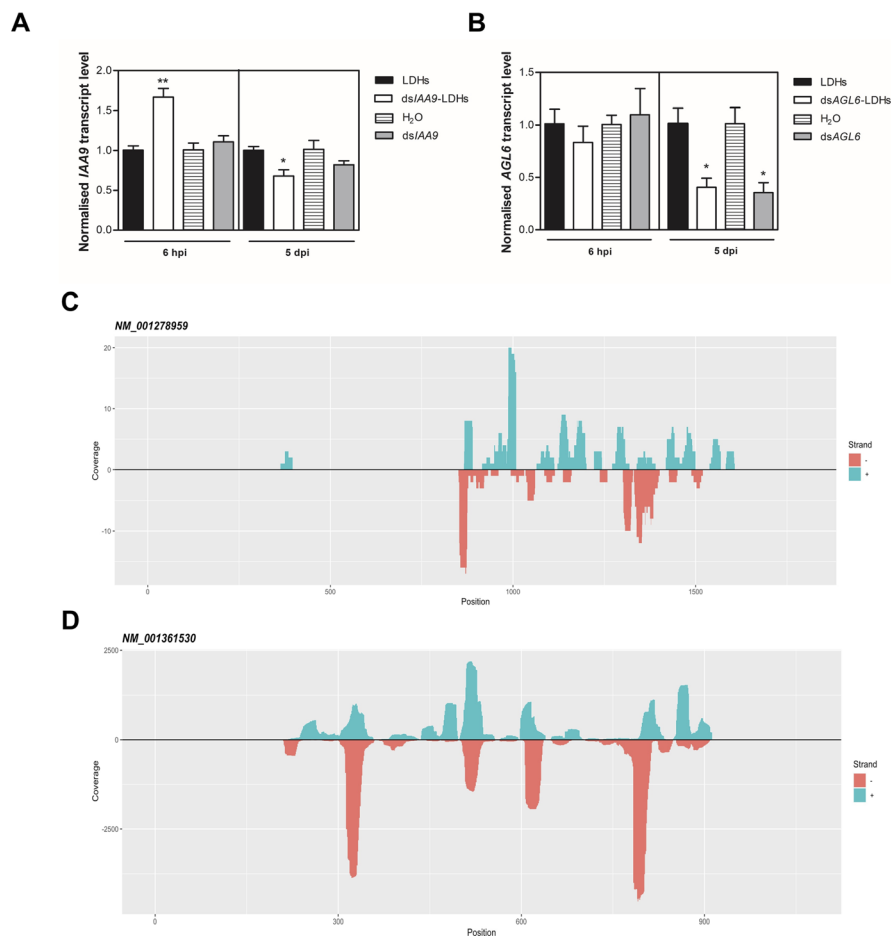 A
Normalised IAA9 transcript level
2.0
1.5
1.0
0.5
0.0
**
*
6 hpi
5 dpi
LDHs
dsIAA9-LDHs
H₂O
dsIAA9
B
Normalised AGL6 transcript level
1.5
1.0
0.5
0.0
*
*
6 hpi
5 dpi
LDHs
dsAGL6-LDHs
H₂O
dsAGL6
C
NM_001278959
Coverage
20
10
0
-10
0
500
1000
1500
Position
Strand
-
+
D
NM_001361530
Coverage
2500
0
-2500
0
300
600
900
Position
Strand
-
+